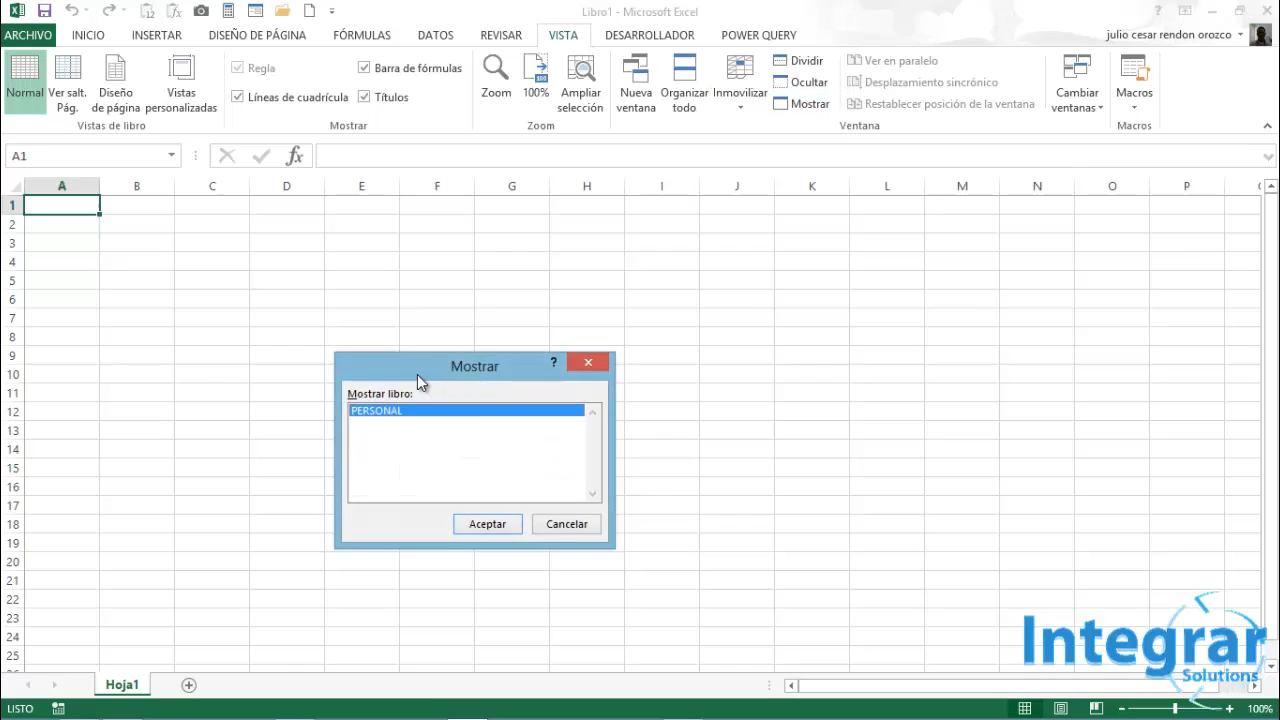 Libro1 - Microsoft Excel
ARCHIVO INICIO INSERTAR DISEÑO DE PÁGINA FÓRMULAS DATOS REVISAR VISTA DESARROLLADOR POWER QUERY julio cesar rendon orozco
Normal
Ver salt. Pág.
Diseño de página
Vistas personalizadas
Vistas de libro
Regla
Barra de fórmulas
Líneas de cuadrícula
Títulos
Mostrar
Zoom
100%
Ampliar selección
Zoom
Nueva ventana
Organizar todo
Inmovilizar
Dividir
Ocultar
Mostrar
Ver en paralelo
Desplazamiento sincrónico
Restablecer posición de la ventana
Ventana
Cambiar ventanas
Macros
Macros
A1
fx
A B C D E F G H I J K L M N O P
1
2
3
4
5
6
7
8
9
10
11
12
13
14
15
16
17
18
19
20
21
22
23
24
25
Mostrar
?
Mostrar libro:
PERSONAL
Aceptar Cancelar
Integrar
Solutions
Hoja1
LISTO 100%